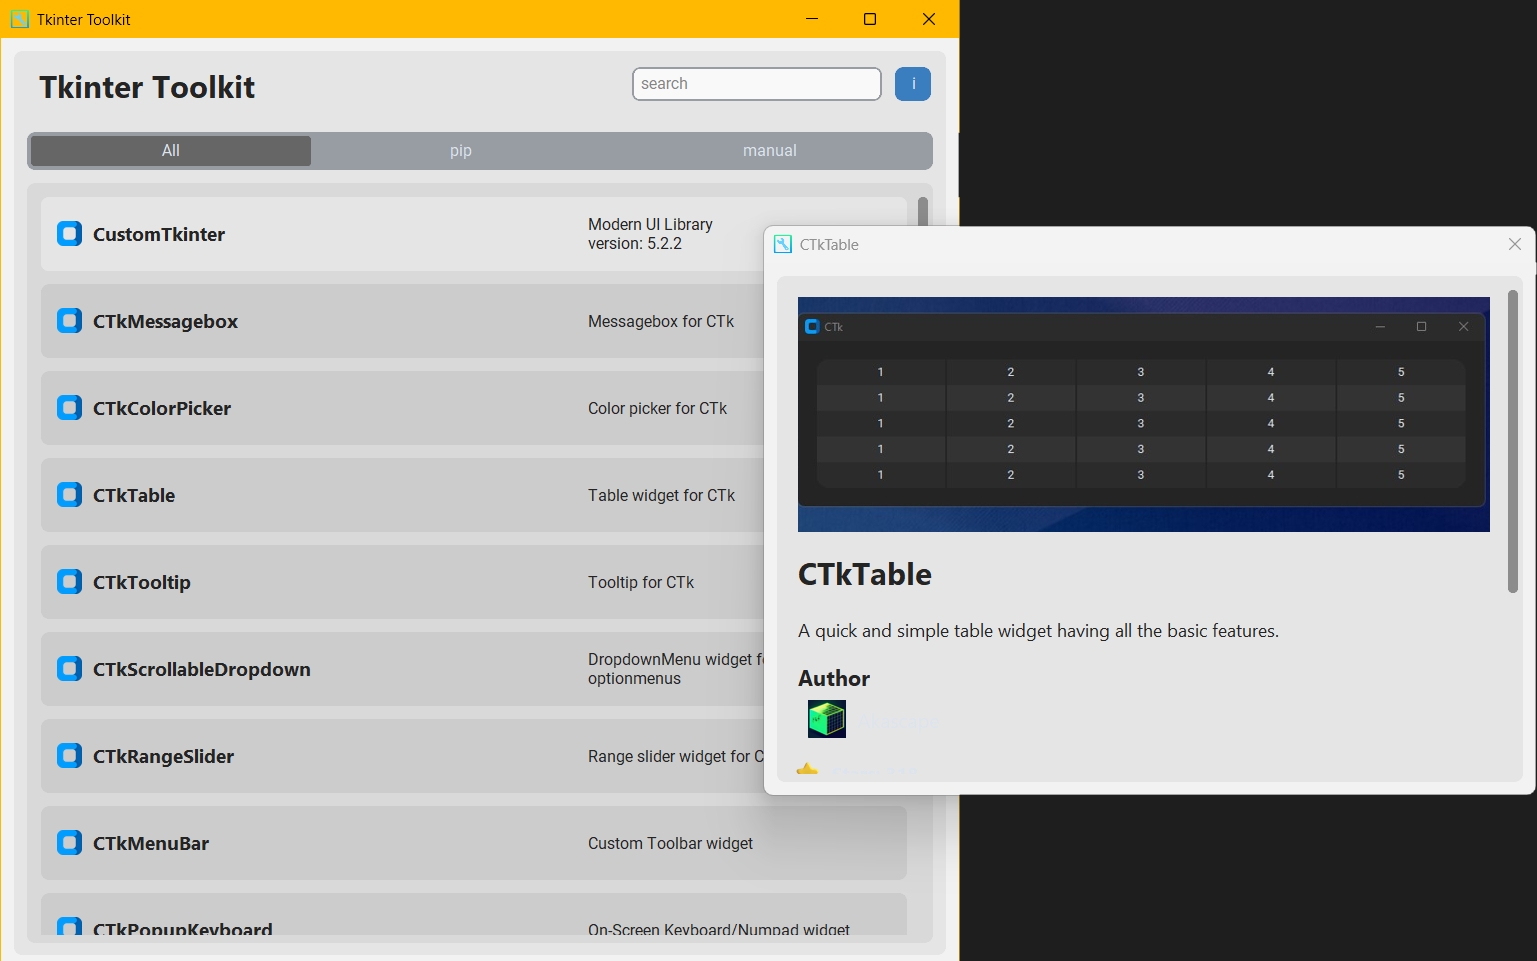 Tkinter Toolkit
Tkinter Toolkit
search
i
All
pip
manual
CustomTkinter
Modern UI Library
version: 5.2.2
CTkMessagebox
Messagebox for CTk
CTkColorPicker
Color picker for CTk
CTkTable
Table widget for CTk
CTkTooltip
Tooltip for CTk
CTkScrollableDropdown
DropdownMenu widget
optionmenus
CTkRangeSlider
Range slider widget for
CTkMenuBar
Custom Toolbar widget
CTkPopupKeyboard
On-Screen Keyboard/Numpad widget
CTkTable
CTk
1 2 3 4 5
1 2 3 4 5
1 2 3 4 5
1 2 3 4 5
1 2 3 4 5
CTkTable
A quick and simple table widget having all the basic features.
Author